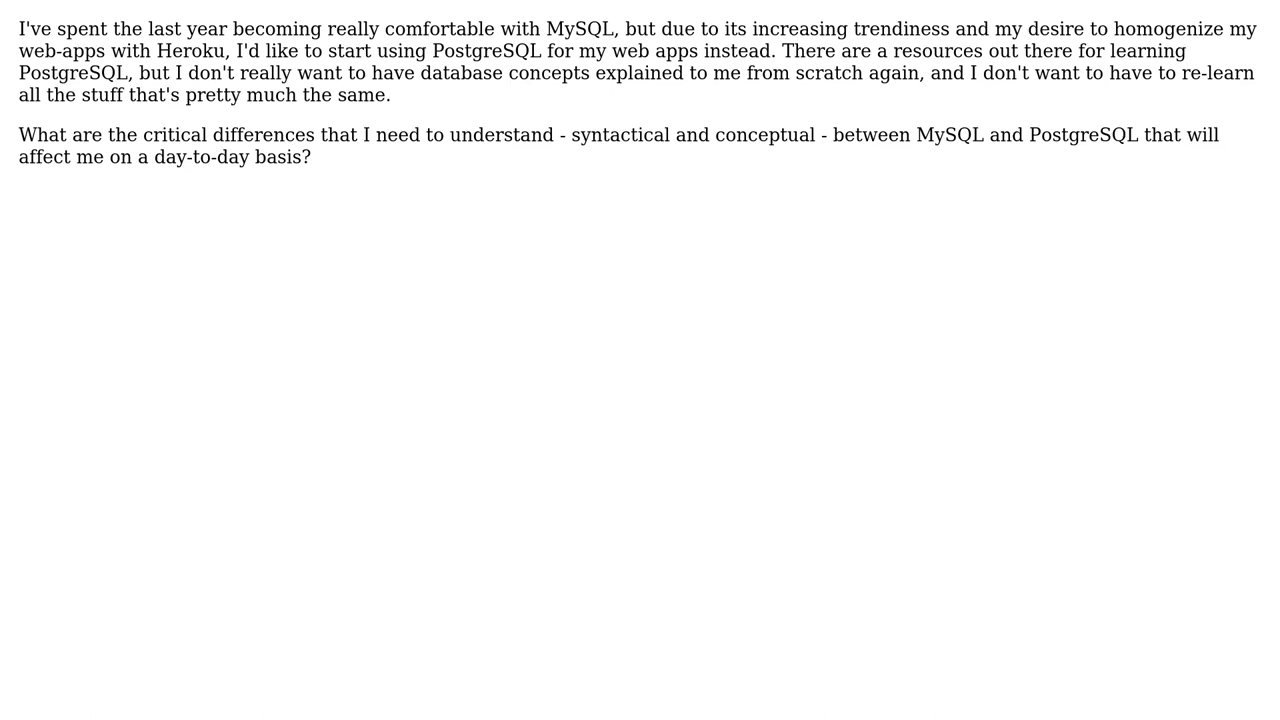 I've spent the last year becoming really comfortable with MySQL, but due to its increasing trendiness and my desire to homogenize my
web-apps with Heroku, I'd like to start using PostgreSQL for my web apps instead. There are a resources out there for learning
PostgreSQL, but I don't really want to have database concepts explained to me from scratch again, and I don't want to have to re-learn
all the stuff that's pretty much the same.
What are the critical differences that I need to understand - syntactical and conceptual - between MySQL and PostgreSQL that will
affect me on a day-to-day basis?